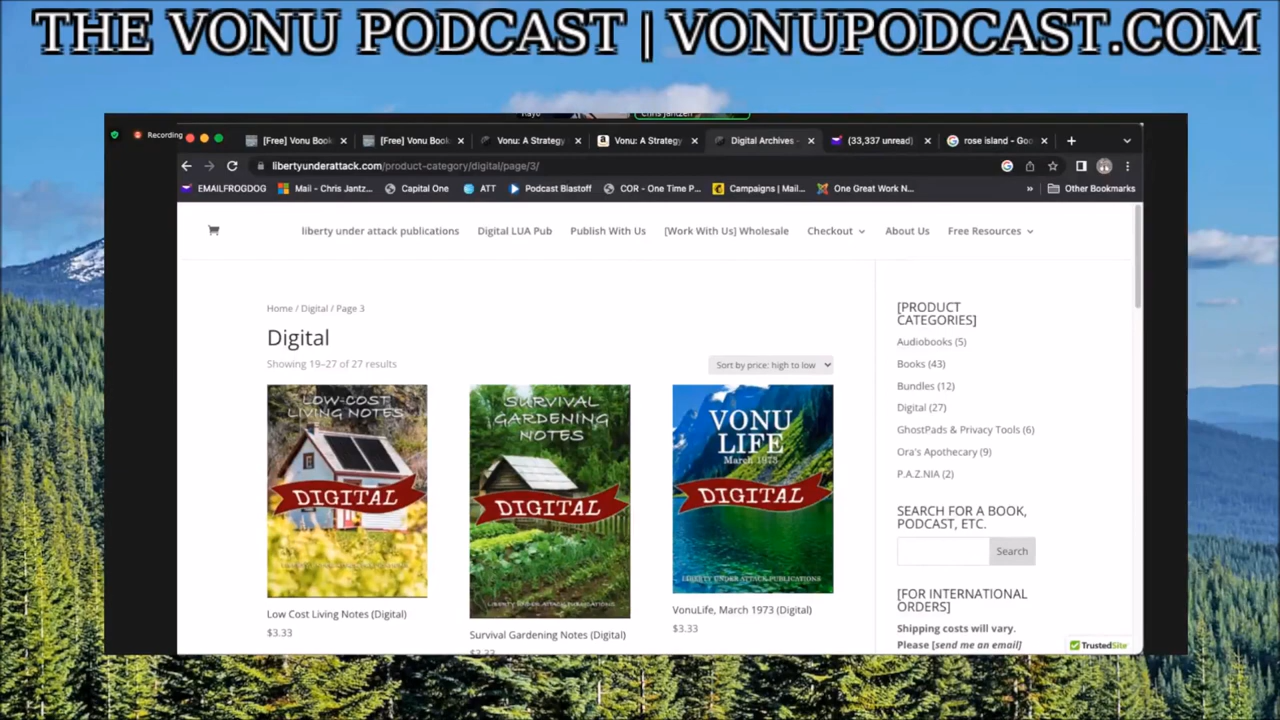 THE VONU PODCAST | VONUPODCAST.COM
Chris Jantzen
Recording
[Free] Vonu Book
[Free] Vonu Book
Vonu: A Strategy
Vonu: A Strategy
Digital Archives -
(33,337 unread)
rose island - Goo
libertyunderattack.com/product-category/digital/page/3/
EMAILFROGDOG
Mail - Chris Jantz...
Capital One
ATT
Podcast Blastoff
COR - One Time P...
Campaigns | Mail...
One Great Work N...
»
Other Bookmarks
liberty under attack publications
Digital LUA Pub
Publish With Us
[Work With Us] Wholesale
Checkout
About Us
Free Resources
Home / Digital / Page 3
Digital
Showing 19–27 of 27 results
Sort by price: high to low
LOW-COST
LIVING NOTES
DIGITAL
Low Cost Living Notes (Digital)
$3.33
SURVIVAL
GARDENING
NOTES
DIGITAL
LIBERTY UNDER ATTACK PUBLICATIONS
Survival Gardening Notes (Digital)
$3.33
VONU
LIFE
March 1973
DIGITAL
LIBERTY UNDER ATTACK PUBLICATIONS
VonuLife, March 1973 (Digital)
$3.33
[PRODUCT
CATEGORIES]
Audiobooks (5)
Books (43)
Bundles (12)
Digital (27)
GhostPads & Privacy Tools (6)
Ora's Apothecary (9)
P.A.Z.NIA (2)
SEARCH FOR A BOOK,
PODCAST, ETC.
Search
[FOR INTERNATIONAL
ORDERS]
Shipping costs will vary.
Please [send me an email]
TrustedSite